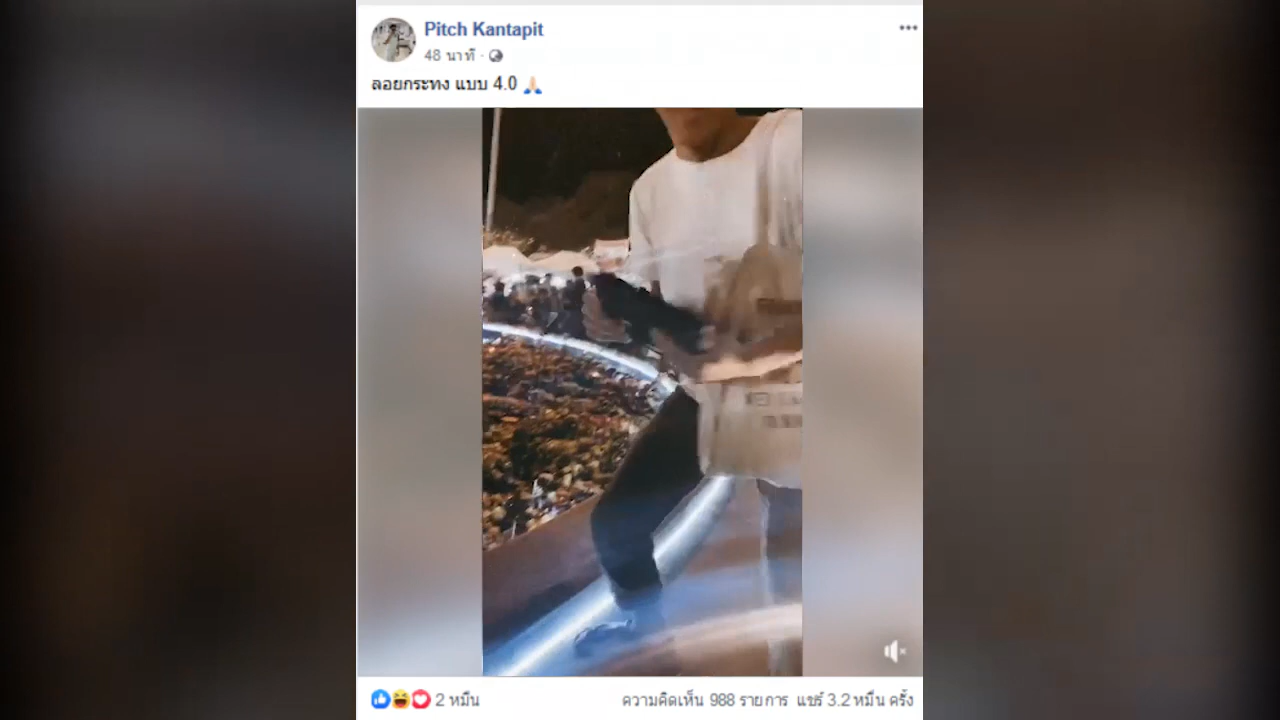 Pitch Kantapit
48 นาที ·
ลอยกระทง แบบ 4.0 🙏🏻
2 หมื่น
ความคิดเห็น 988 รายการ แชร์ 3.2 หมื่น ครั้ง